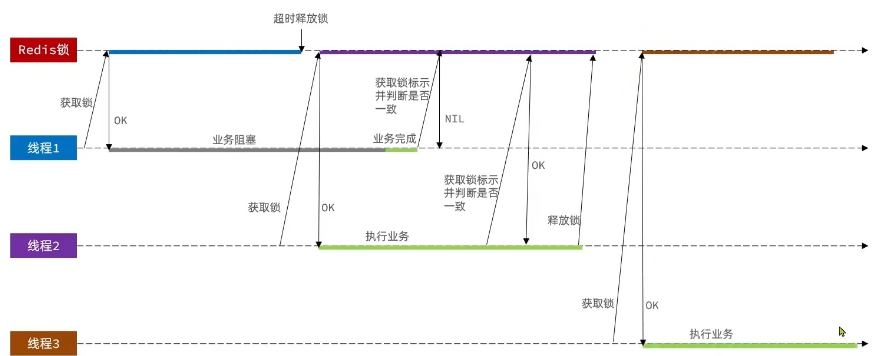 超时释放锁
Redis锁
获取锁
OK
获取锁标示
并判断是否
一致
NIL
线程1
业务阻塞
业务完成
获取锁
OK
获取锁标示
并判断是否
一致
OK
释放锁
线程2
执行业务
获取锁
OK
线程3
执行业务